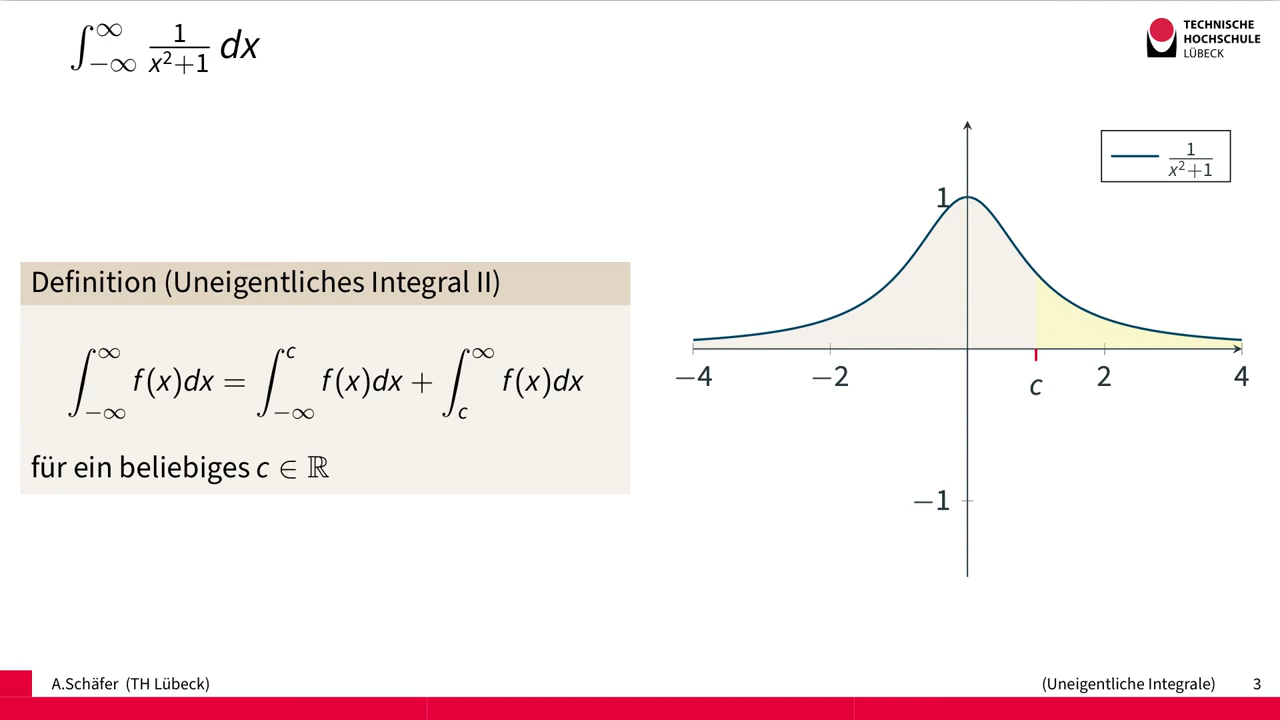 ∫_{−∞}^{∞} 1/(x²+1) dx
TECHNISCHE
HOCHSCHULE
LÜBECK
1/(x²+1)
1
Definition (Uneigentliches Integral II)
∫_{−∞}^{∞} f(x)dx = ∫_{−∞}^{c} f(x)dx + ∫_{c}^{∞} f(x)dx
für ein beliebiges c ∈ ℝ
−4 −2 c 2 4
−1
A.Schäfer (TH Lübeck) (Uneigentliche Integrale) 3